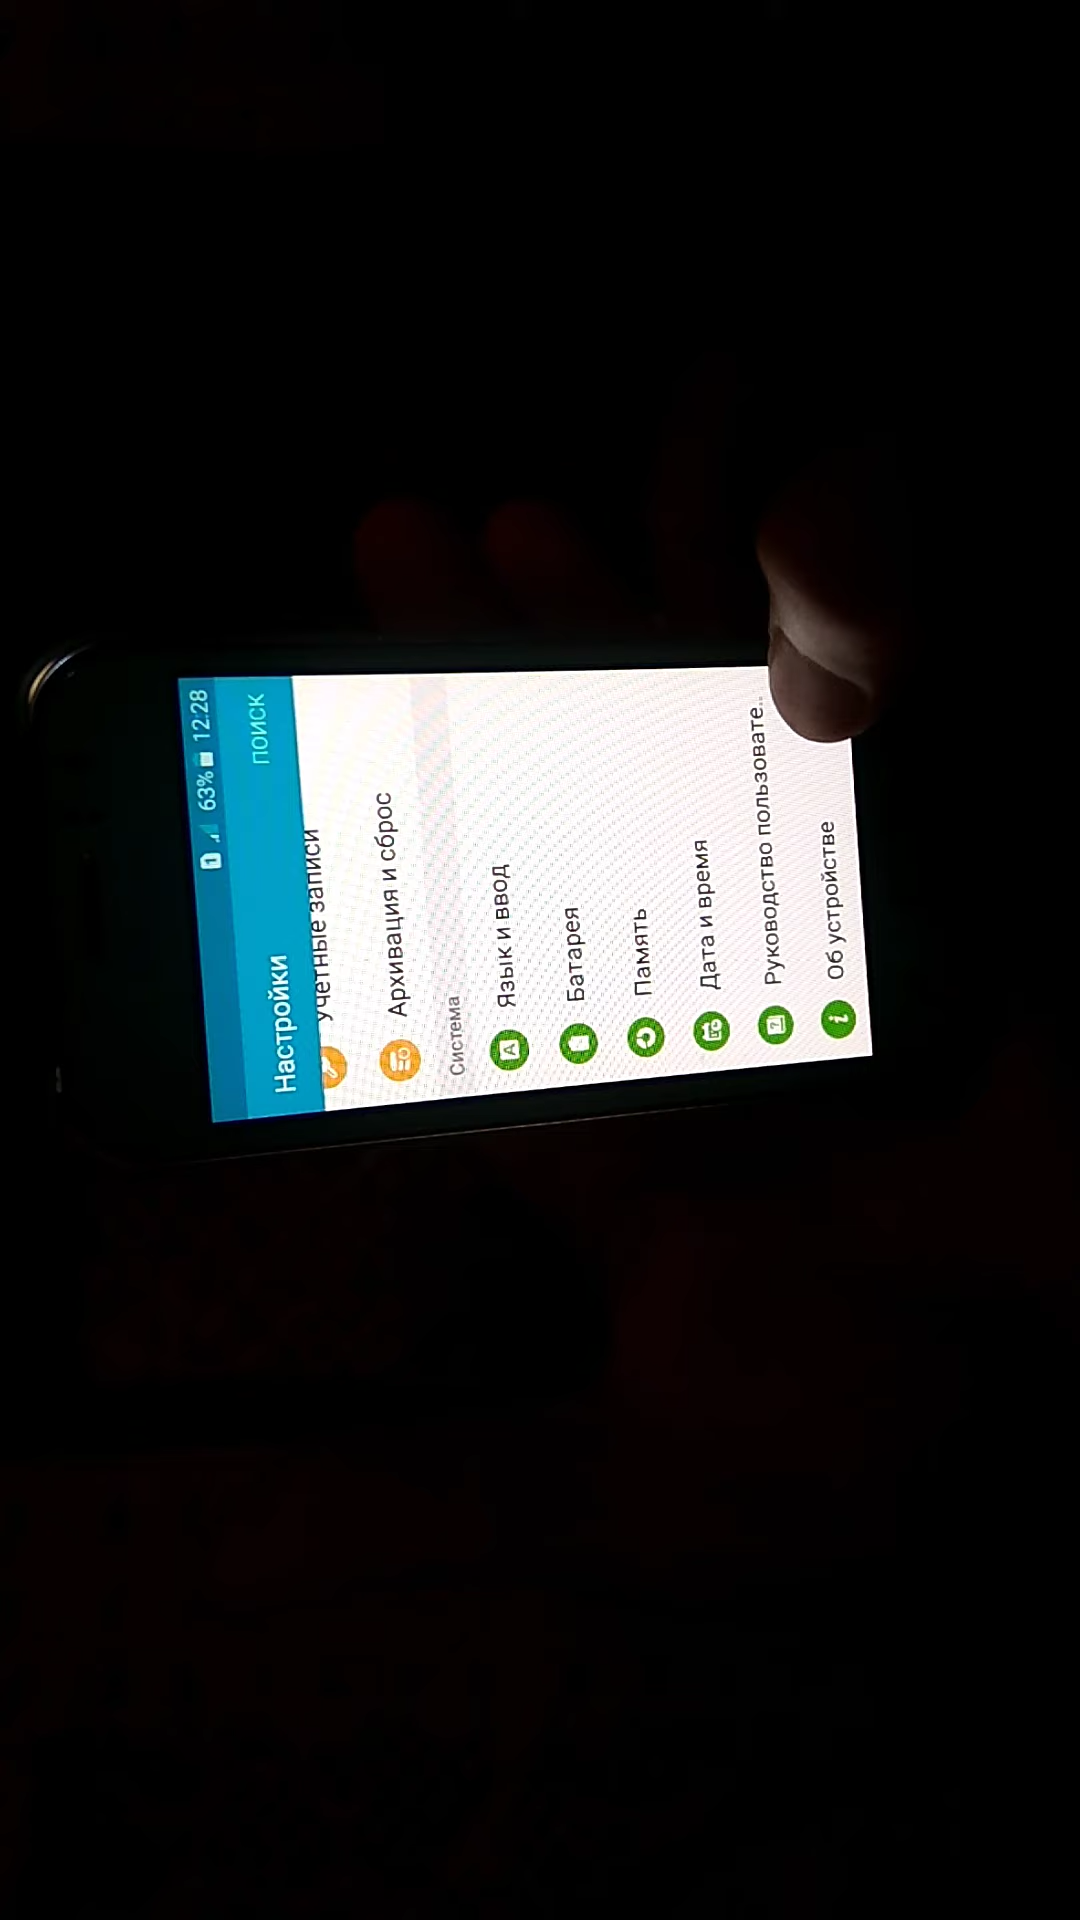 1 63% 12:28
Настройки ПОИСК
учетные записи
Архивация и сброс
Система
A Язык и ввод
Батарея
Память
Дата и время
? Руководство пользовате..
i Об устройстве